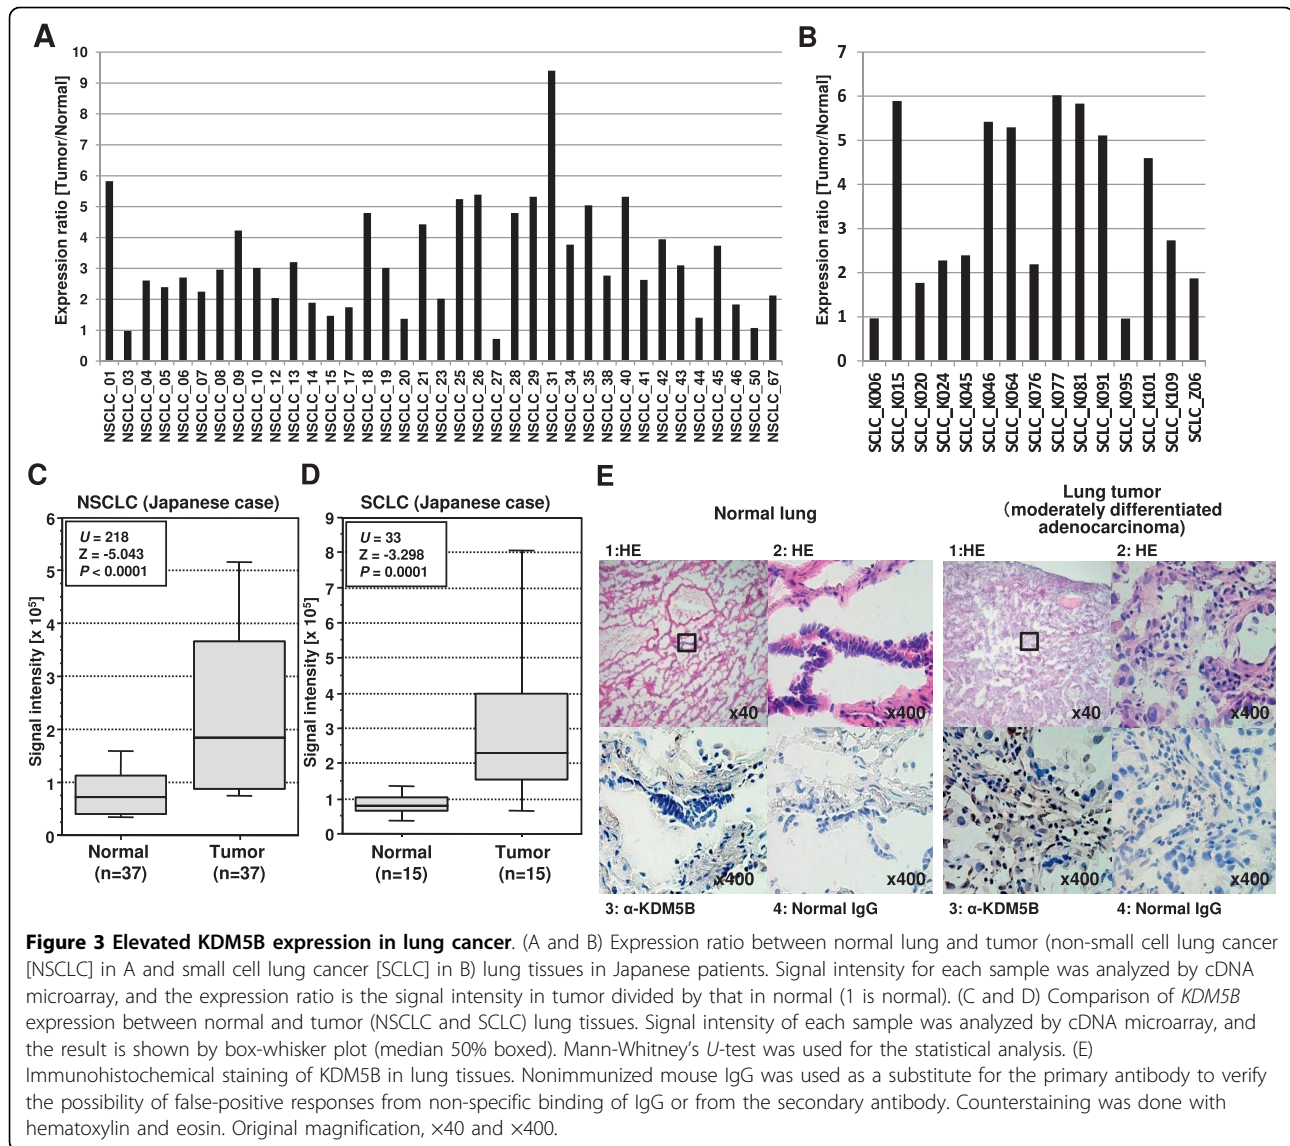 A
Expression ratio [Tumor/Normal]
10
9
8
7
6
5
4
3
2
1
0
NSCLC_01
NSCLC_03
NSCLC_04
NSCLC_05
NSCLC_06
NSCLC_07
NSCLC_08
NSCLC_09
NSCLC_10
NSCLC_12
NSCLC_13
NSCLC_14
NSCLC_15
NSCLC_17
NSCLC_18
NSCLC_19
NSCLC_20
NSCLC_21
NSCLC_23
NSCLC_25
NSCLC_26
NSCLC_27
NSCLC_28
NSCLC_29
NSCLC_31
NSCLC_34
NSCLC_35
NSCLC_38
NSCLC_40
NSCLC_41
NSCLC_42
NSCLC_43
NSCLC_44
NSCLC_45
NSCLC_46
NSCLC_50
NSCLC_67
B
Expression ratio [Tumor/Normal]
7
6
5
4
3
2
1
0
SCLC_K006
SCLC_K015
SCLC_K020
SCLC_K024
SCLC_K045
SCLC_K046
SCLC_K064
SCLC_K076
SCLC_K077
SCLC_K081
SCLC_K091
SCLC_K095
SCLC_K101
SCLC_K109
SCLC_Z06
C
NSCLC (Japanese case)
Signal intensity [x 10⁵]
6
5
4
3
2
1
0
U = 218
Z = -5.043
P < 0.0001
Normal
(n=37)
Tumor
(n=37)
D
SCLC (Japanese case)
Signal intensity [x 10⁵]
9
8
7
6
5
4
3
2
1
0
U = 33
Z = -3.298
P = 0.0001
Normal
(n=15)
Tumor
(n=15)
E
Normal lung
1:HE
2: HE
x40
x400
x400
x400
3: α-KDM5B
4: Normal IgG
Lung tumor
(moderately differentiated
adenocarcinoma)
1:HE
2: HE
x40
x400
x400
x400
3: α-KDM5B
4: Normal IgG
Figure 3 Elevated KDM5B expression in lung cancer. (A and B) Expression ratio between normal lung and tumor (non-small cell lung cancer
[NSCLC] in A and small cell lung cancer [SCLC] in B) lung tissues in Japanese patients. Signal intensity for each sample was analyzed by cDNA
microarray, and the expression ratio is the signal intensity in tumor divided by that in normal (1 is normal). (C and D) Comparison of KDM5B
expression between normal and tumor (NSCLC and SCLC) lung tissues. Signal intensity of each sample was analyzed by cDNA microarray, and
the result is shown by box-whisker plot (median 50% boxed). Mann-Whitney's U-test was used for the statistical analysis. (E)
Immunohistochemical staining of KDM5B in lung tissues. Nonimmunized mouse IgG was used as a substitute for the primary antibody to verify
the possibility of false-positive responses from non-specific binding of IgG or from the secondary antibody. Counterstaining was done with
hematoxylin and eosin. Original magnification, ×40 and ×400.